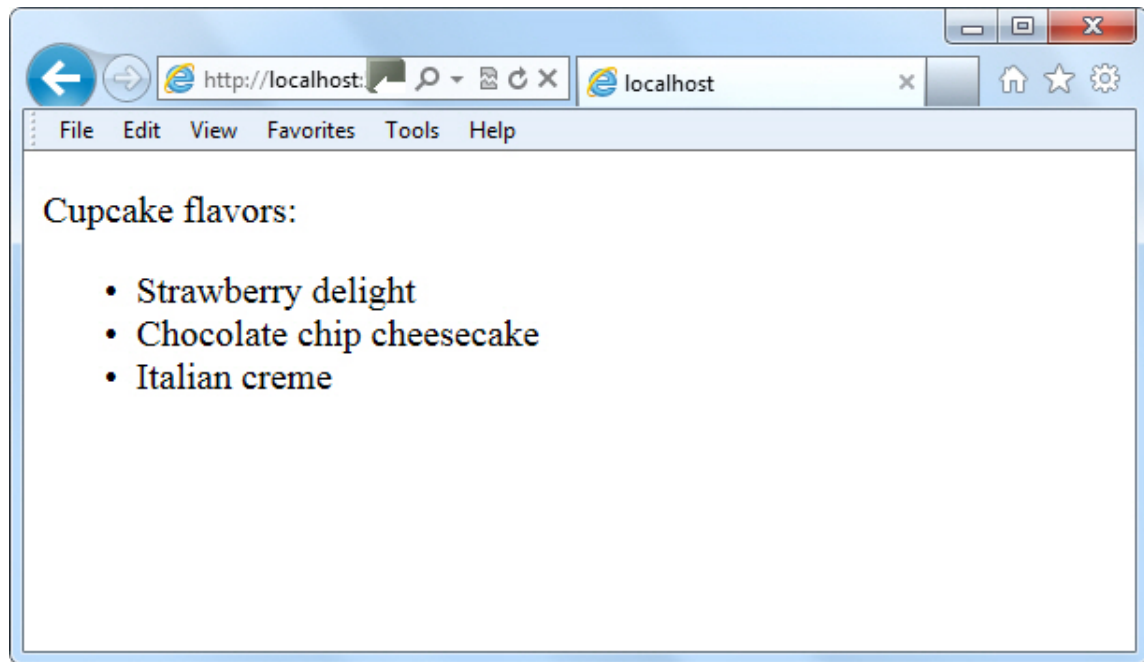 http://localhost:
localhost
File Edit View Favorites Tools Help
Cupcake flavors:
• Strawberry delight
• Chocolate chip cheesecake
• Italian creme